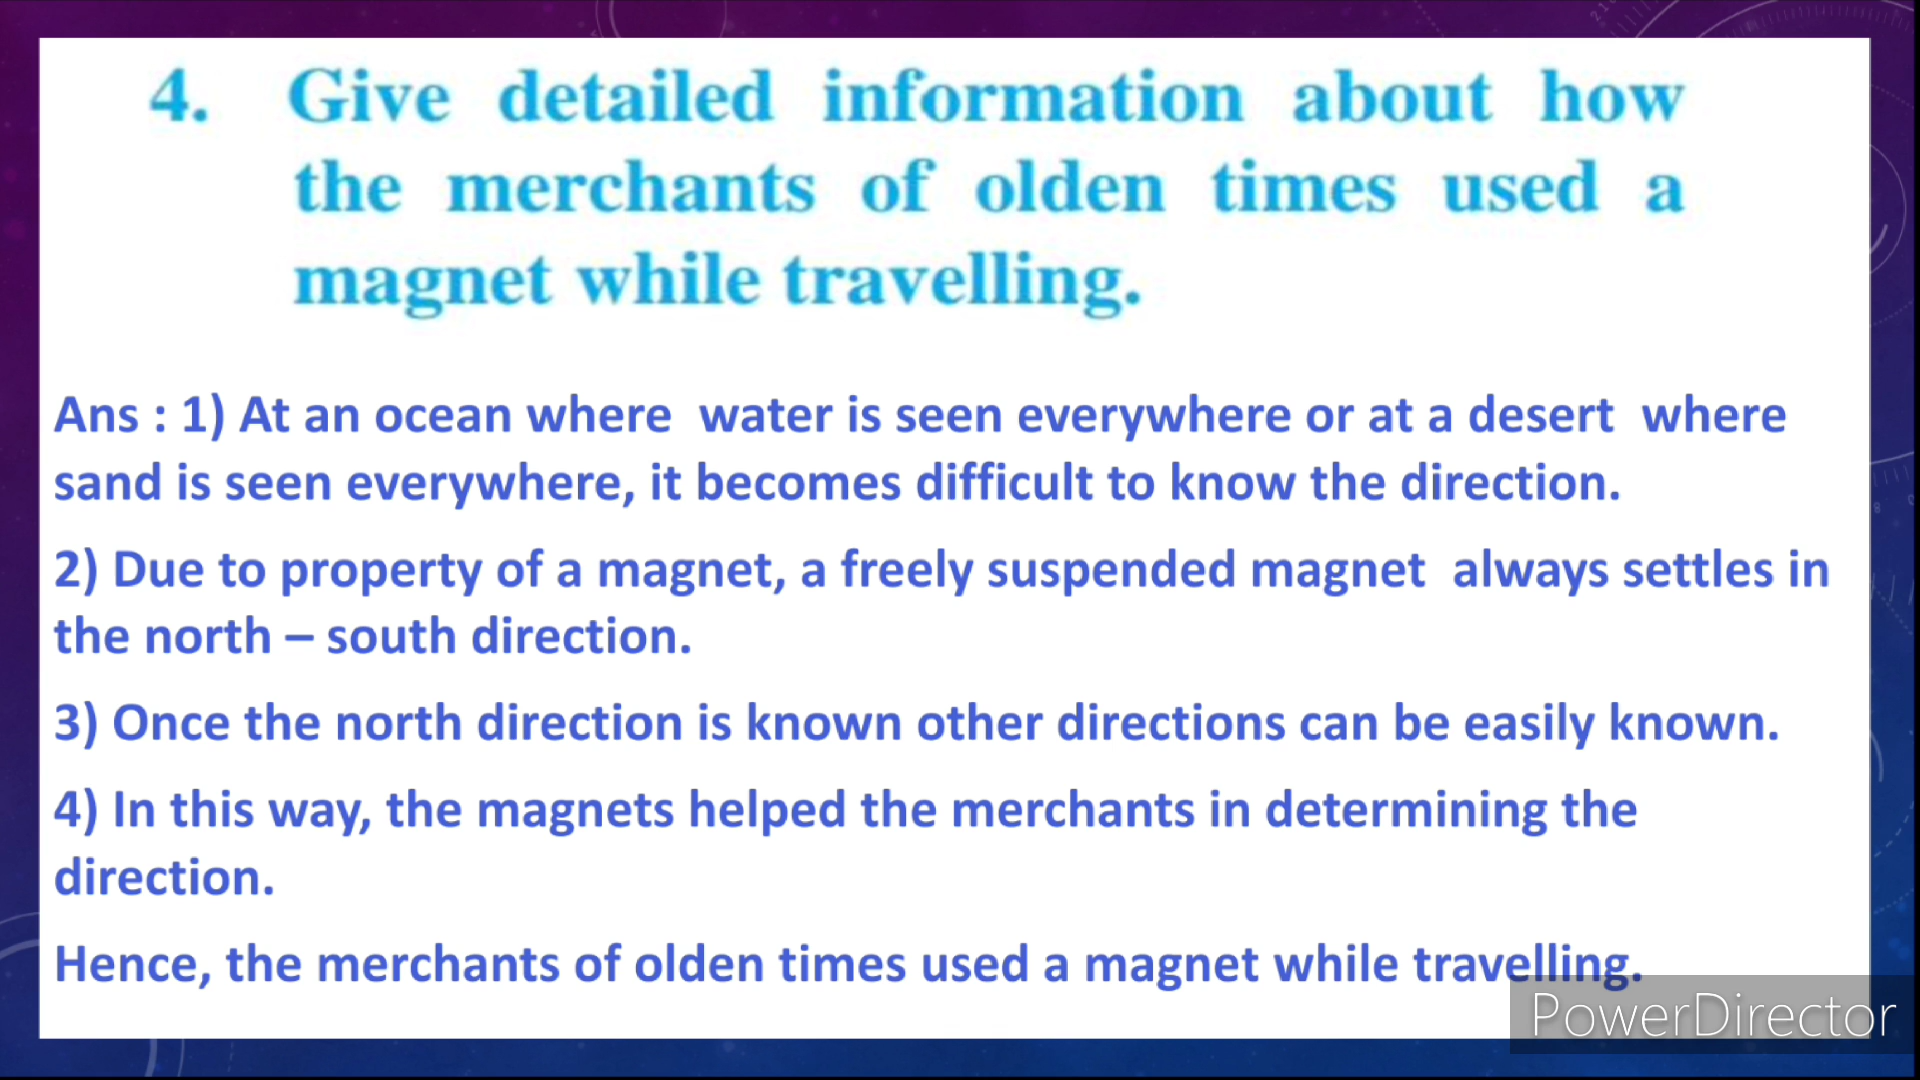 4. Give detailed information about how
the merchants of olden times used a
magnet while travelling.
Ans : 1) At an ocean where water is seen everywhere or at a desert where
sand is seen everywhere, it becomes difficult to know the direction.
2) Due to property of a magnet, a freely suspended magnet always settles in
the north – south direction.
3) Once the north direction is known other directions can be easily known.
4) In this way, the magnets helped the merchants in determining the
direction.
Hence, the merchants of olden times used a magnet while travelling.
PowerDirector